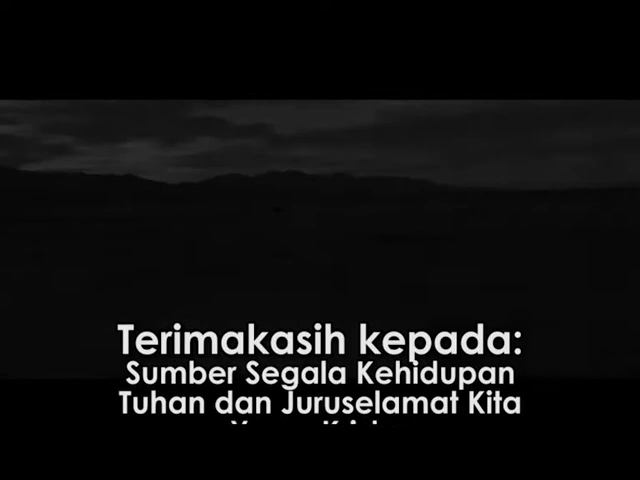 Terimakasih kepada:
Sumber Segala Kehidupan
Tuhan dan Juruselamat Kita